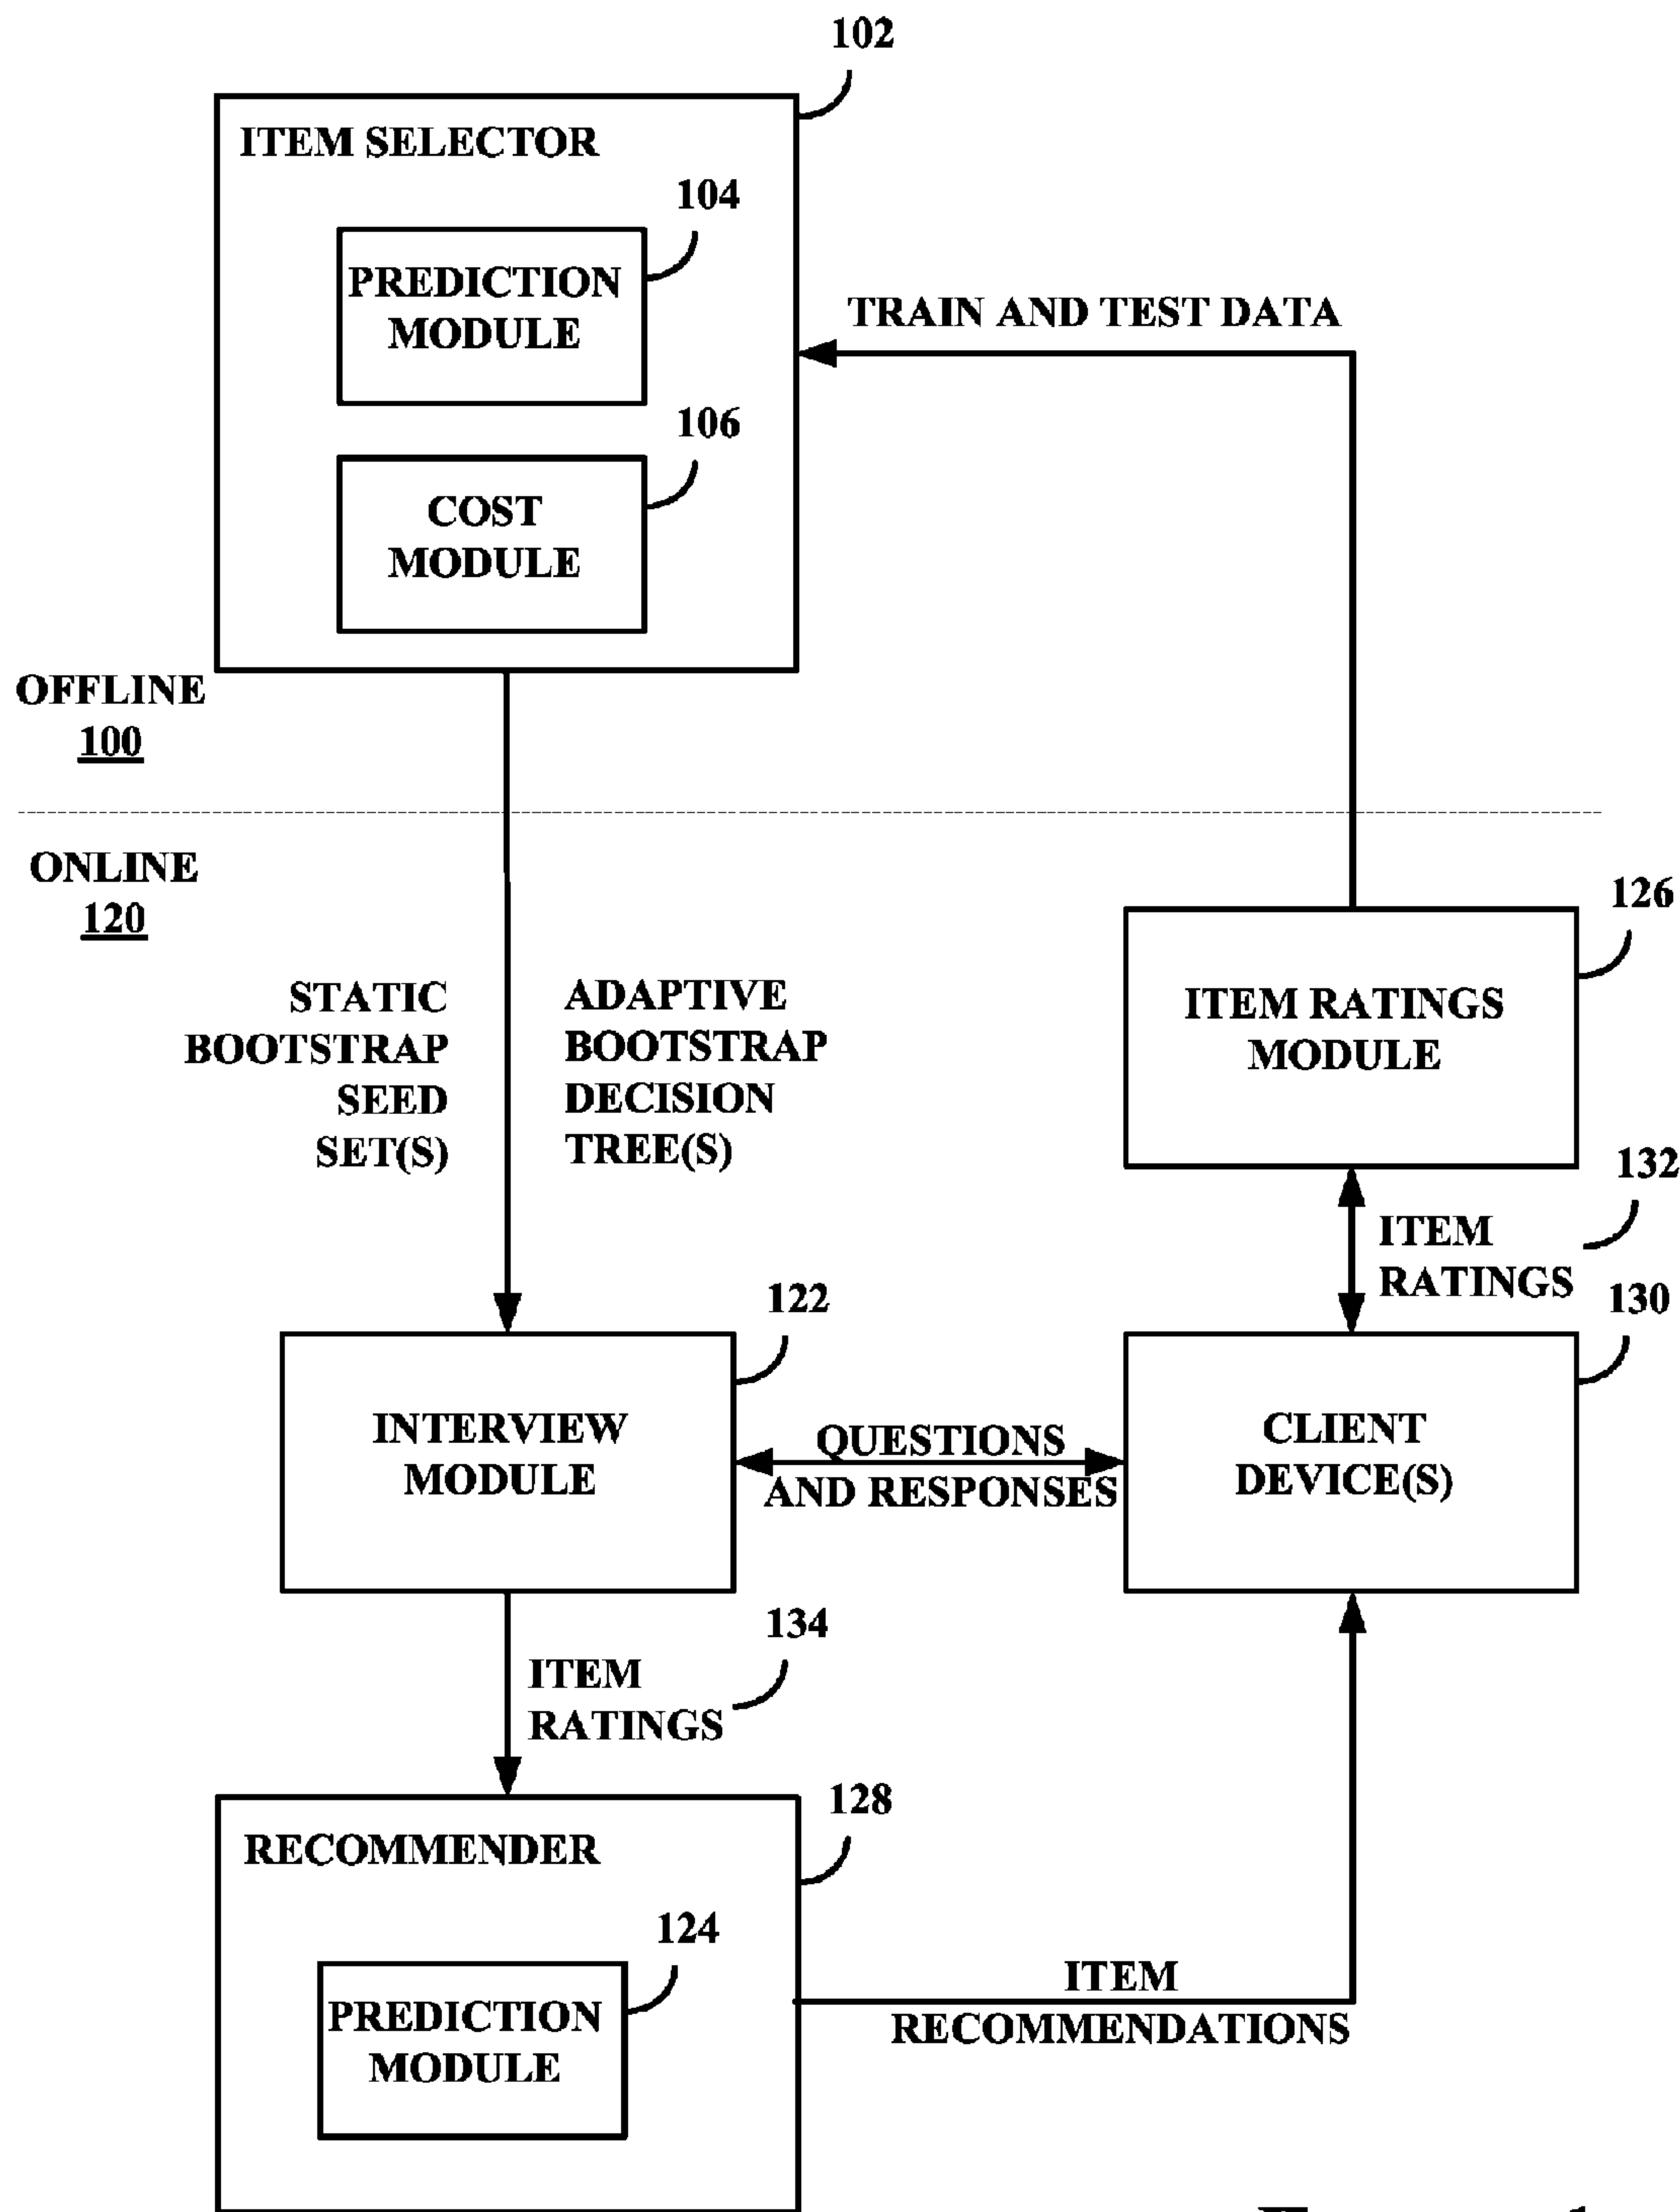 102
ITEM SELECTOR
104
PREDICTION
MODULE
TRAIN AND TEST DATA
106
COST
MODULE
OFFLINE
100
ONLINE
120
126
STATIC
BOOTSTRAP
SEED
SET(S)
ADAPTIVE
BOOTSTRAP
DECISION
TREE(S)
ITEM RATINGS
MODULE
132
ITEM
RATINGS
122
130
INTERVIEW
MODULE
QUESTIONS
AND RESPONSES
CLIENT
DEVICE(S)
134
ITEM
RATINGS
128
RECOMMENDER
124
PREDICTION
MODULE
ITEM
RECOMMENDATIONS